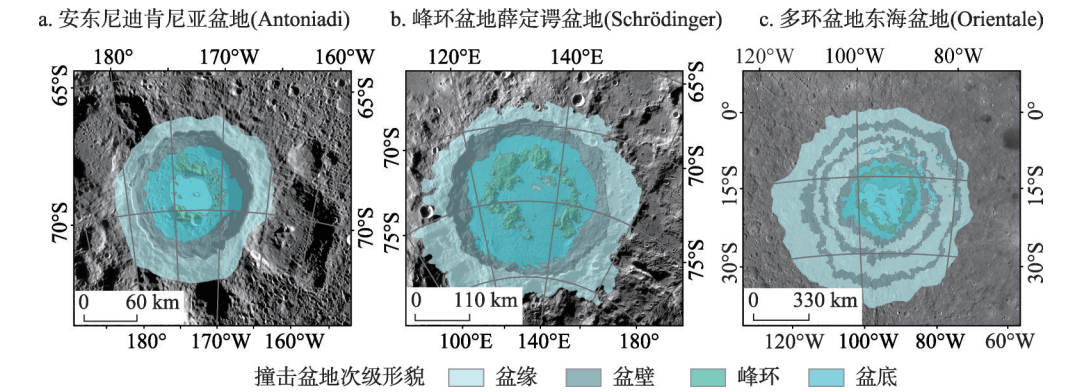 a. 安东尼迪肯尼亚盆地(Antoniadi)
b. 峰环盆地薛定谔盆地(Schrödinger)
c. 多环盆地东海盆地(Orientale)
180° 170°W 160°W
120°E 140°E
120°W 100°W 80°W
65°S 65°S
70°S 70°S
65°S
70°S 70°S
75°S 75°S
0° 0°
15°S 15°S
30°S 30°S
0 60 km
0 110 km
0 330 km
180° 170°W 160°W
100°E 140°E 180°
120°W 100°W 80°W 60°W
撞击盆地次级形貌 盆缘 盆壁 峰环 盆底